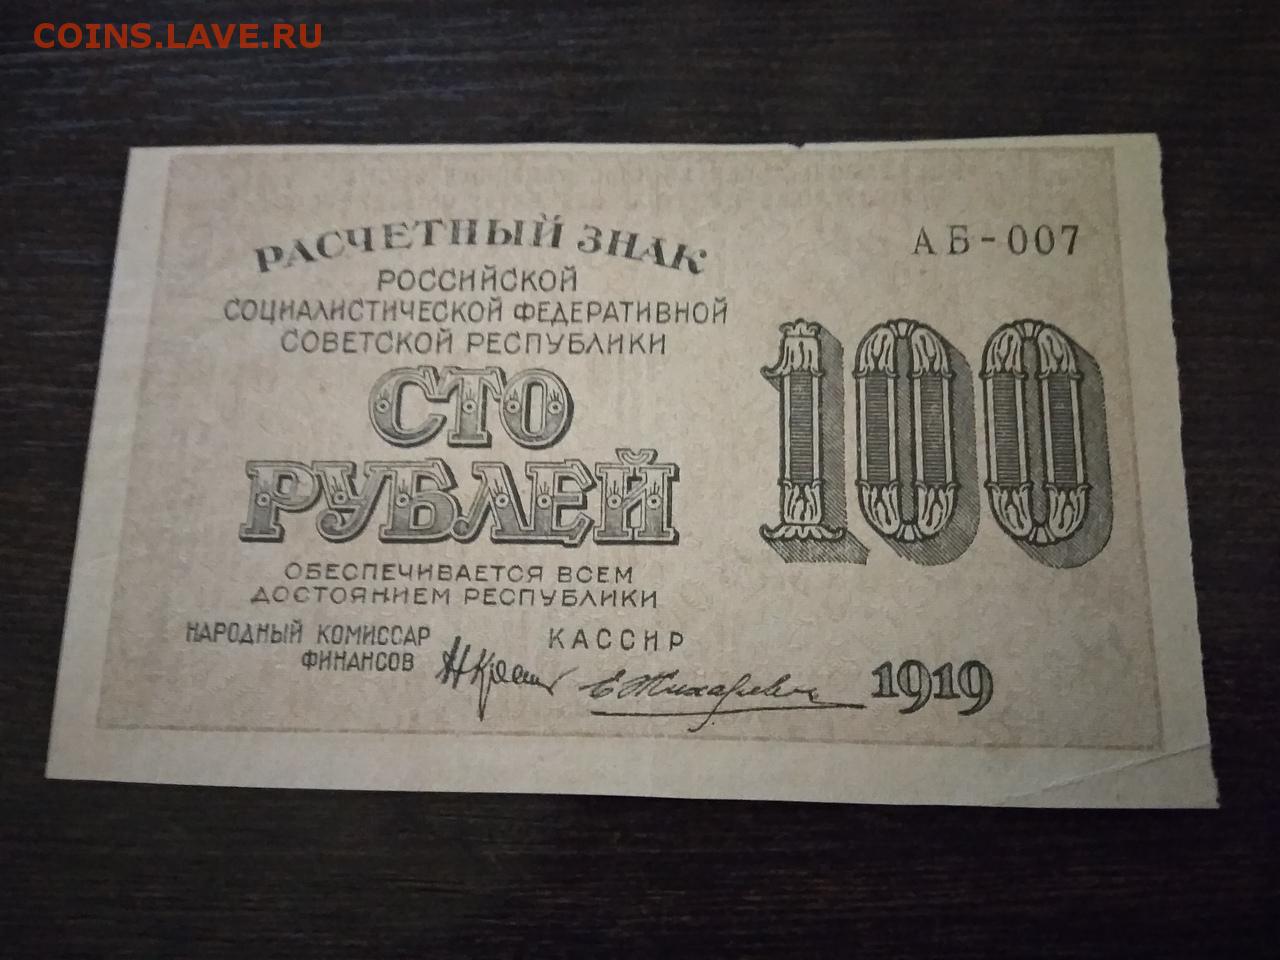 COINS.LAVE.RU
РАСЧЕТНЫЙ ЗНАК
АБ-007
РОССИЙСКОЙ
СОЦИАЛИСТИЧЕСКОЙ ФЕДЕРАТИВНОЙ
СОВЕТСКОЙ РЕСПУБЛИКИ
СТО
РУБЛЕЙ
100
ОБЕСПЕЧИВАЕТСЯ ВСЕМ
ДОСТОЯНИЕМ РЕСПУБЛИКИ
НАРОДНЫЙ КОМИССАР
ФИНАНСОВ
КАССИР
1919